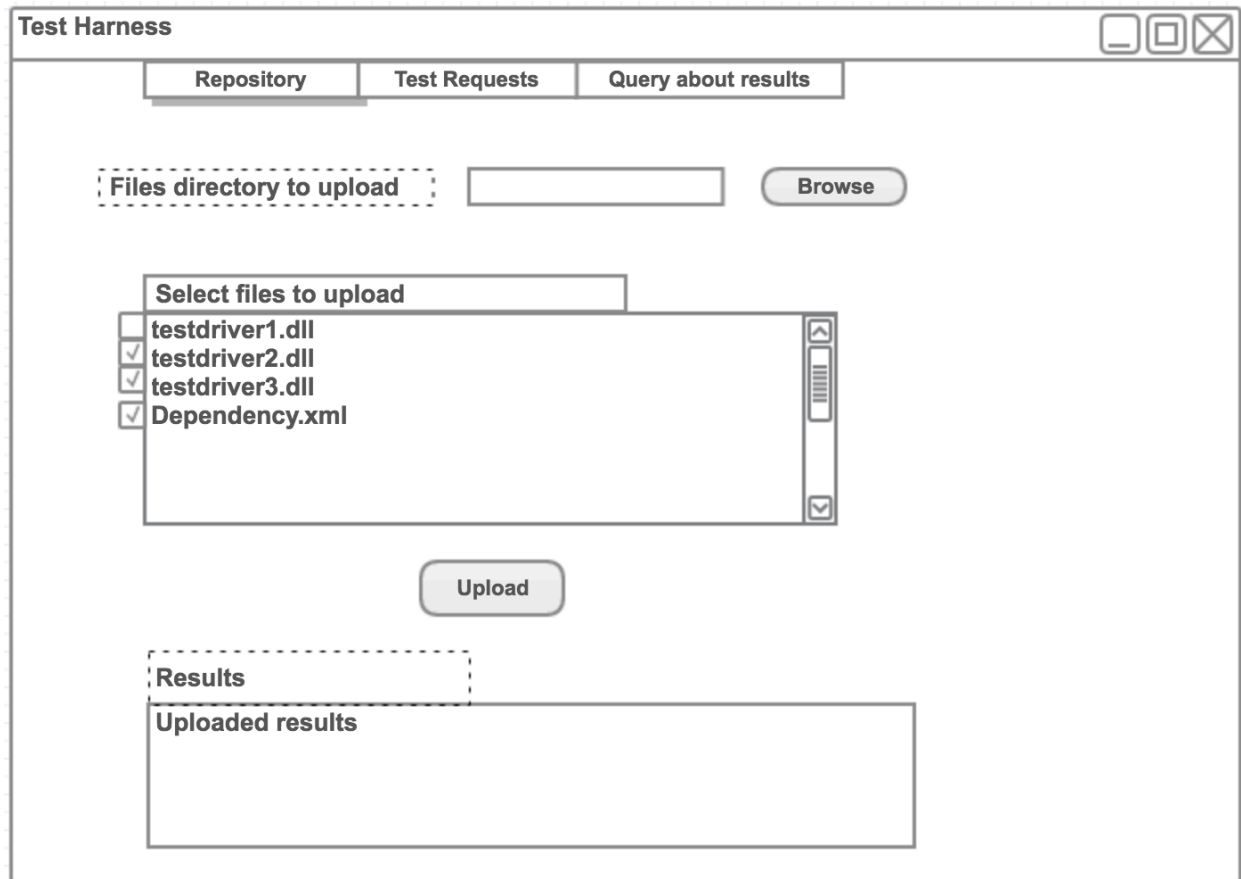 Test Harness
Repository Test Requests Query about results
Files directory to upload Browse
Select files to upload
testdriver1.dll
testdriver2.dll
testdriver3.dll
Dependency.xml
Upload
Results
Uploaded results